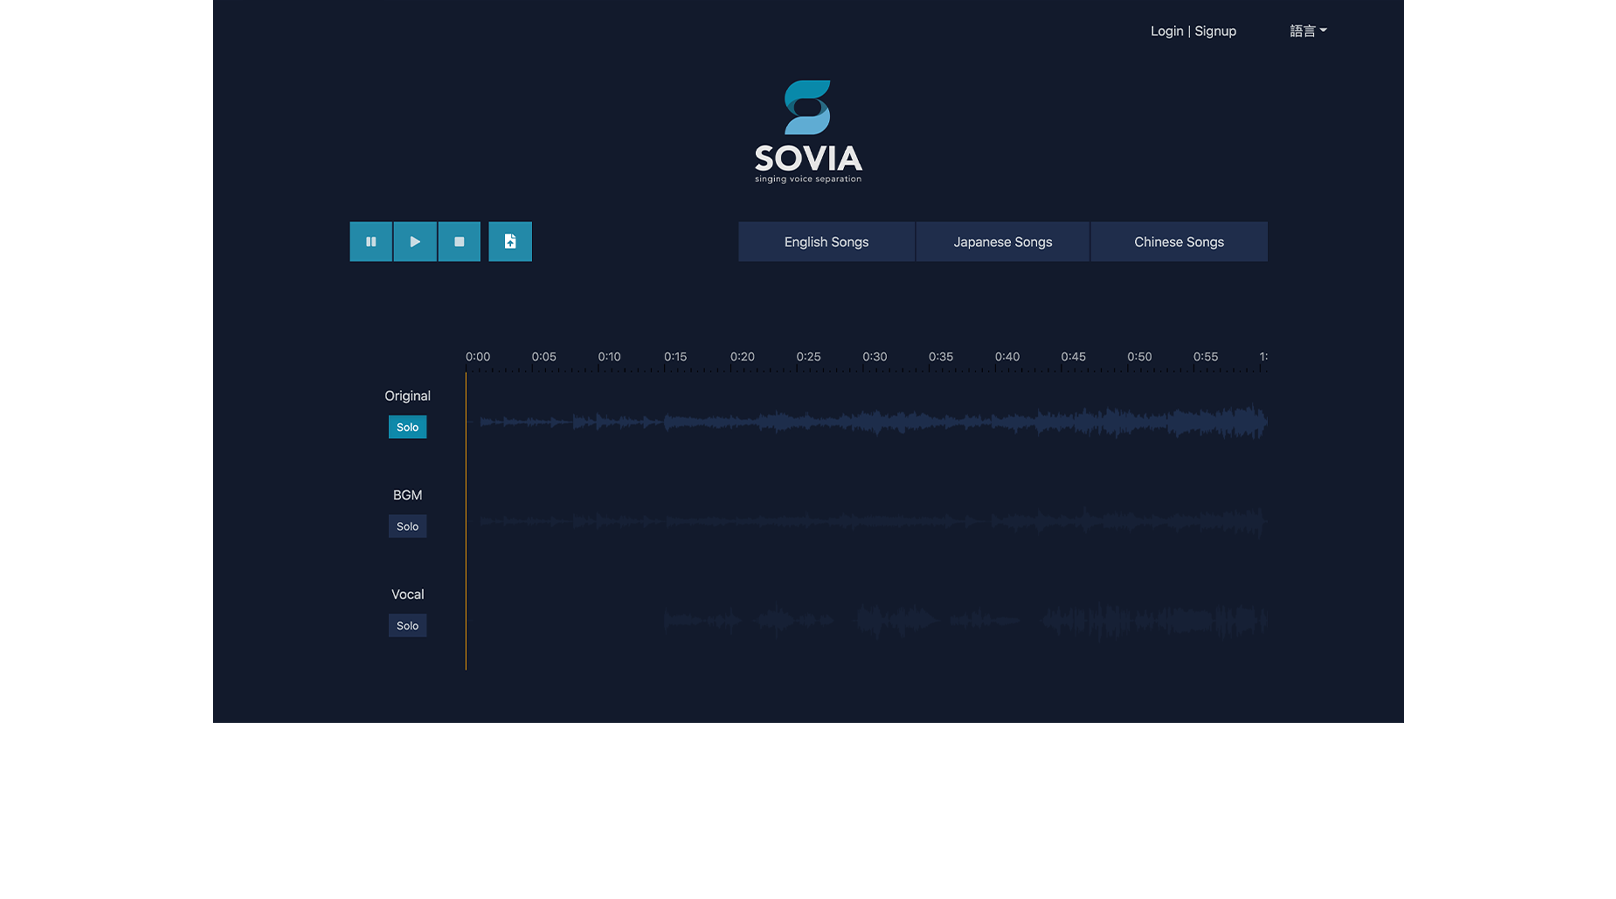 Login | Signup
語言
SOVIA
singing voice separation
English Songs
Japanese Songs
Chinese Songs
0:00 0:05 0:10 0:15 0:20 0:25 0:30 0:35 0:40 0:45 0:50 0:55 1:
Original
Solo
BGM
Solo
Vocal
Solo